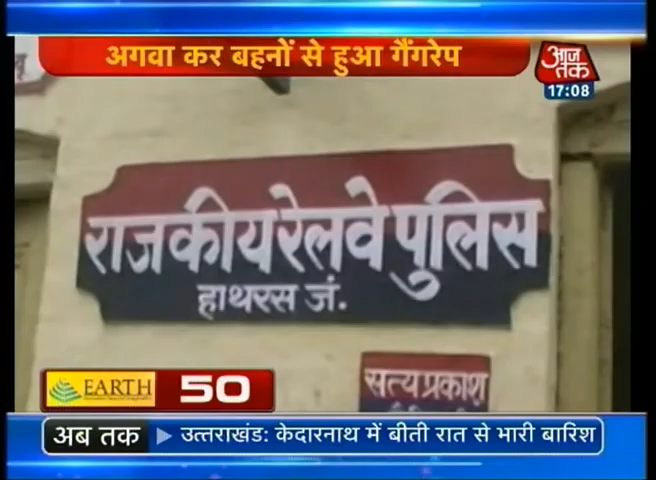 अगवा कर बहनों से हुआ गैंगरेप
आज
तक
17:08
राजकीय रेलवे पुलिस
हाथरस जं.
सत्य प्रकाश
EARTH
50
अब तक
उत्तराखंड: केदारनाथ में बीती रात से भारी बारिश